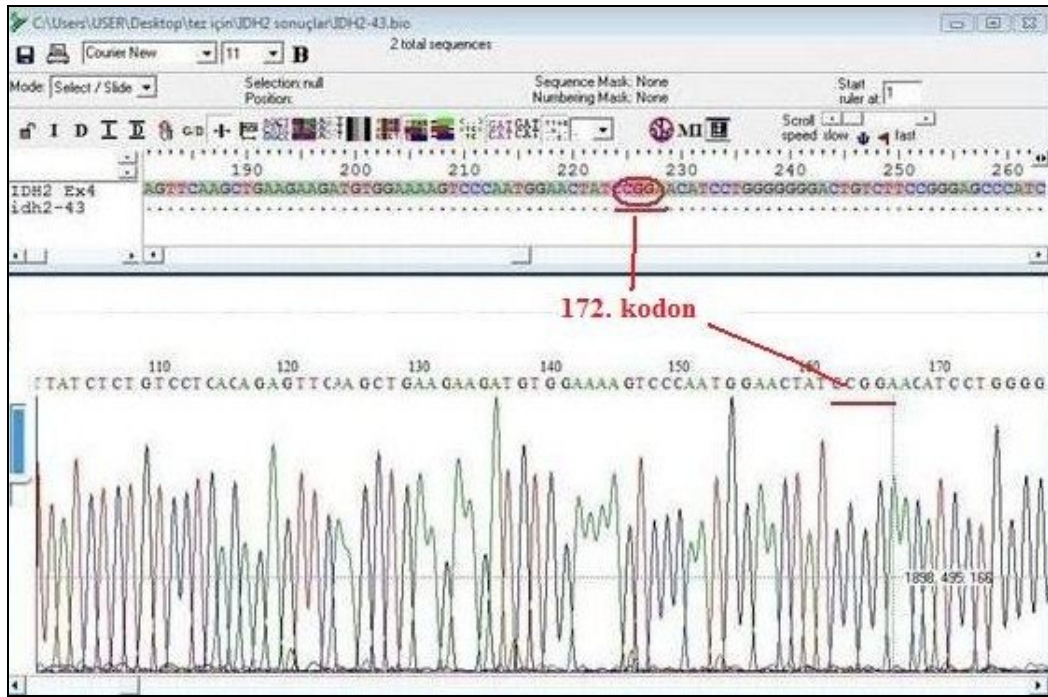 C:\Users\USER\Desktop\tez için\IDH2 sonuçlar\IDH2-43.bio
Courier New 11 B 2 total sequences
Mode: Select / Slide Selection: null Sequence Mask: None Start
Position: Numbering Mask: None ruler at: 1
I D I D G/D MI Scroll
speed slow fast
190 200 210 220 230 240 250 260
IDH2 Ex4 AGTTCAAGCTGAAGAAGATGTGGAAAAGTCCCAATGGAACTATCCGGAACATCCTGGGGGGGACTGTCTTCCGGGAGCCCATC
idh2-43
172. kodon
110 120 130 140 150 160 170
TTATCTCTGTCCTCACAGAGTTCAAGCTGAAGAAGATGTGGAAAAGTCCCAATGGAACTATCCGGAACATCCTGGGG
1898, 495, 166